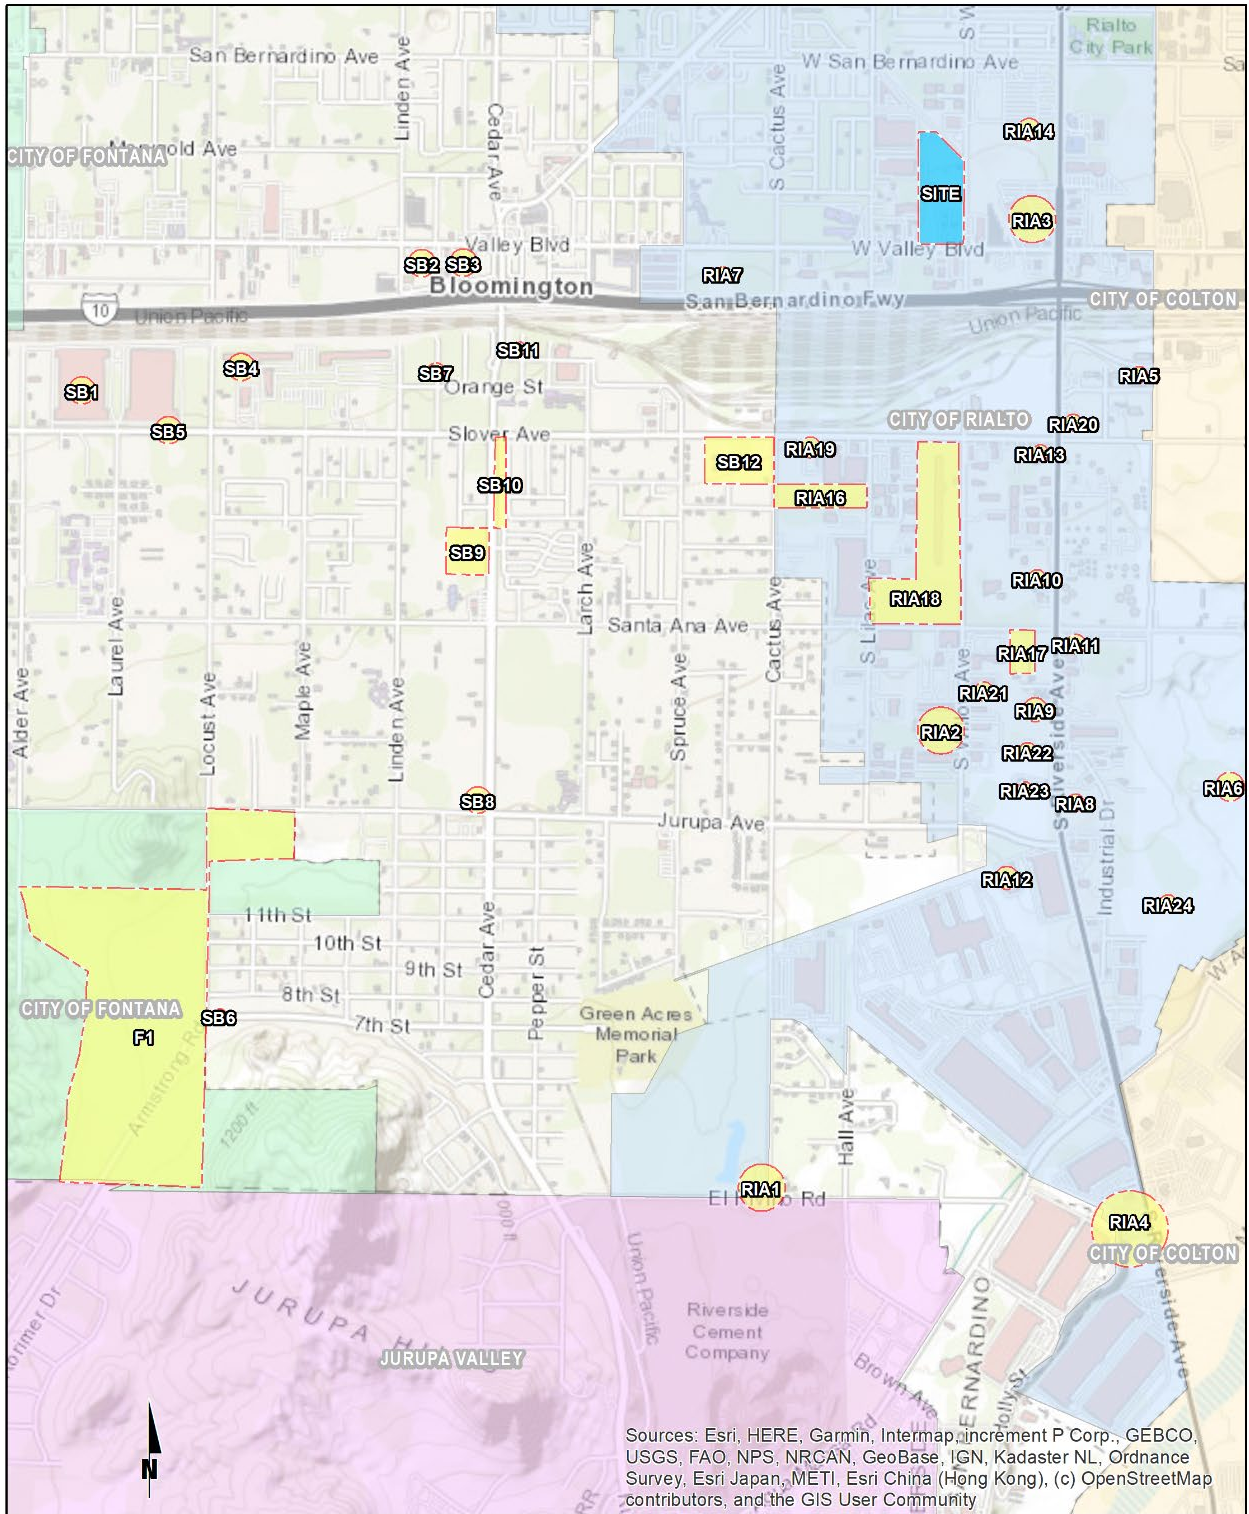 Rialto
City Park
San Bernardino Ave
W San Bernardino Ave
Linden Ave
Cedar Ave
S Cactus Ave
S W
Sa
CITY OF FONTANA
RIA14
SITE
RIA3
Valley Blvd
W Valley Blvd
SB2
SB3
RIA7
Bloomington
San Bernardino Fwy
CITY OF COLTON
10
Union Pacific
Union Pacific
SB11
SB4
SB7
RIA5
SB1
Orange St
CITY OF RIALTO
RIA20
SB5
Slover Ave
RIA19
RIA13
SB12
SB10
RIA16
SB9
RIA10
RIA18
Larch Ave
Cactus Ave
S Lilac Ave
Santa Ana Ave
RIA17
RIA11
Alder Ave
Laurel Ave
Locust Ave
Maple Ave
Linden Ave
Spruce Ave
RIA21
RIA9
RIA2
RIA22
RIA23
RIA8
RIA6
SB8
Jurupa Ave
Industrial Dr
RIA12
RIA24
11th St
10th St
9th St
8th St
7th St
Cedar Ave
Pepper St
CITY OF FONTANA
SB6
F1
Armstrong
1200 ft
Green Acres
Memorial
Park
Hall Ave
RIA1
Rd
RIA4
CITY OF COLTON
Union Pacific
Riverside
Cement
Company
JURUPA
JURUPA VALLEY
Brown Ave
Holly St
N
Sources: Esri, HERE, Garmin, Intermap, increment P Corp., GEBCO,
USGS, FAO, NPS, NRCAN, GeoBase, IGN, Kadaster NL, Ordnance
Survey, Esri Japan, METI, Esri China (Hong Kong), (c) OpenStreetMap
contributors, and the GIS User Community